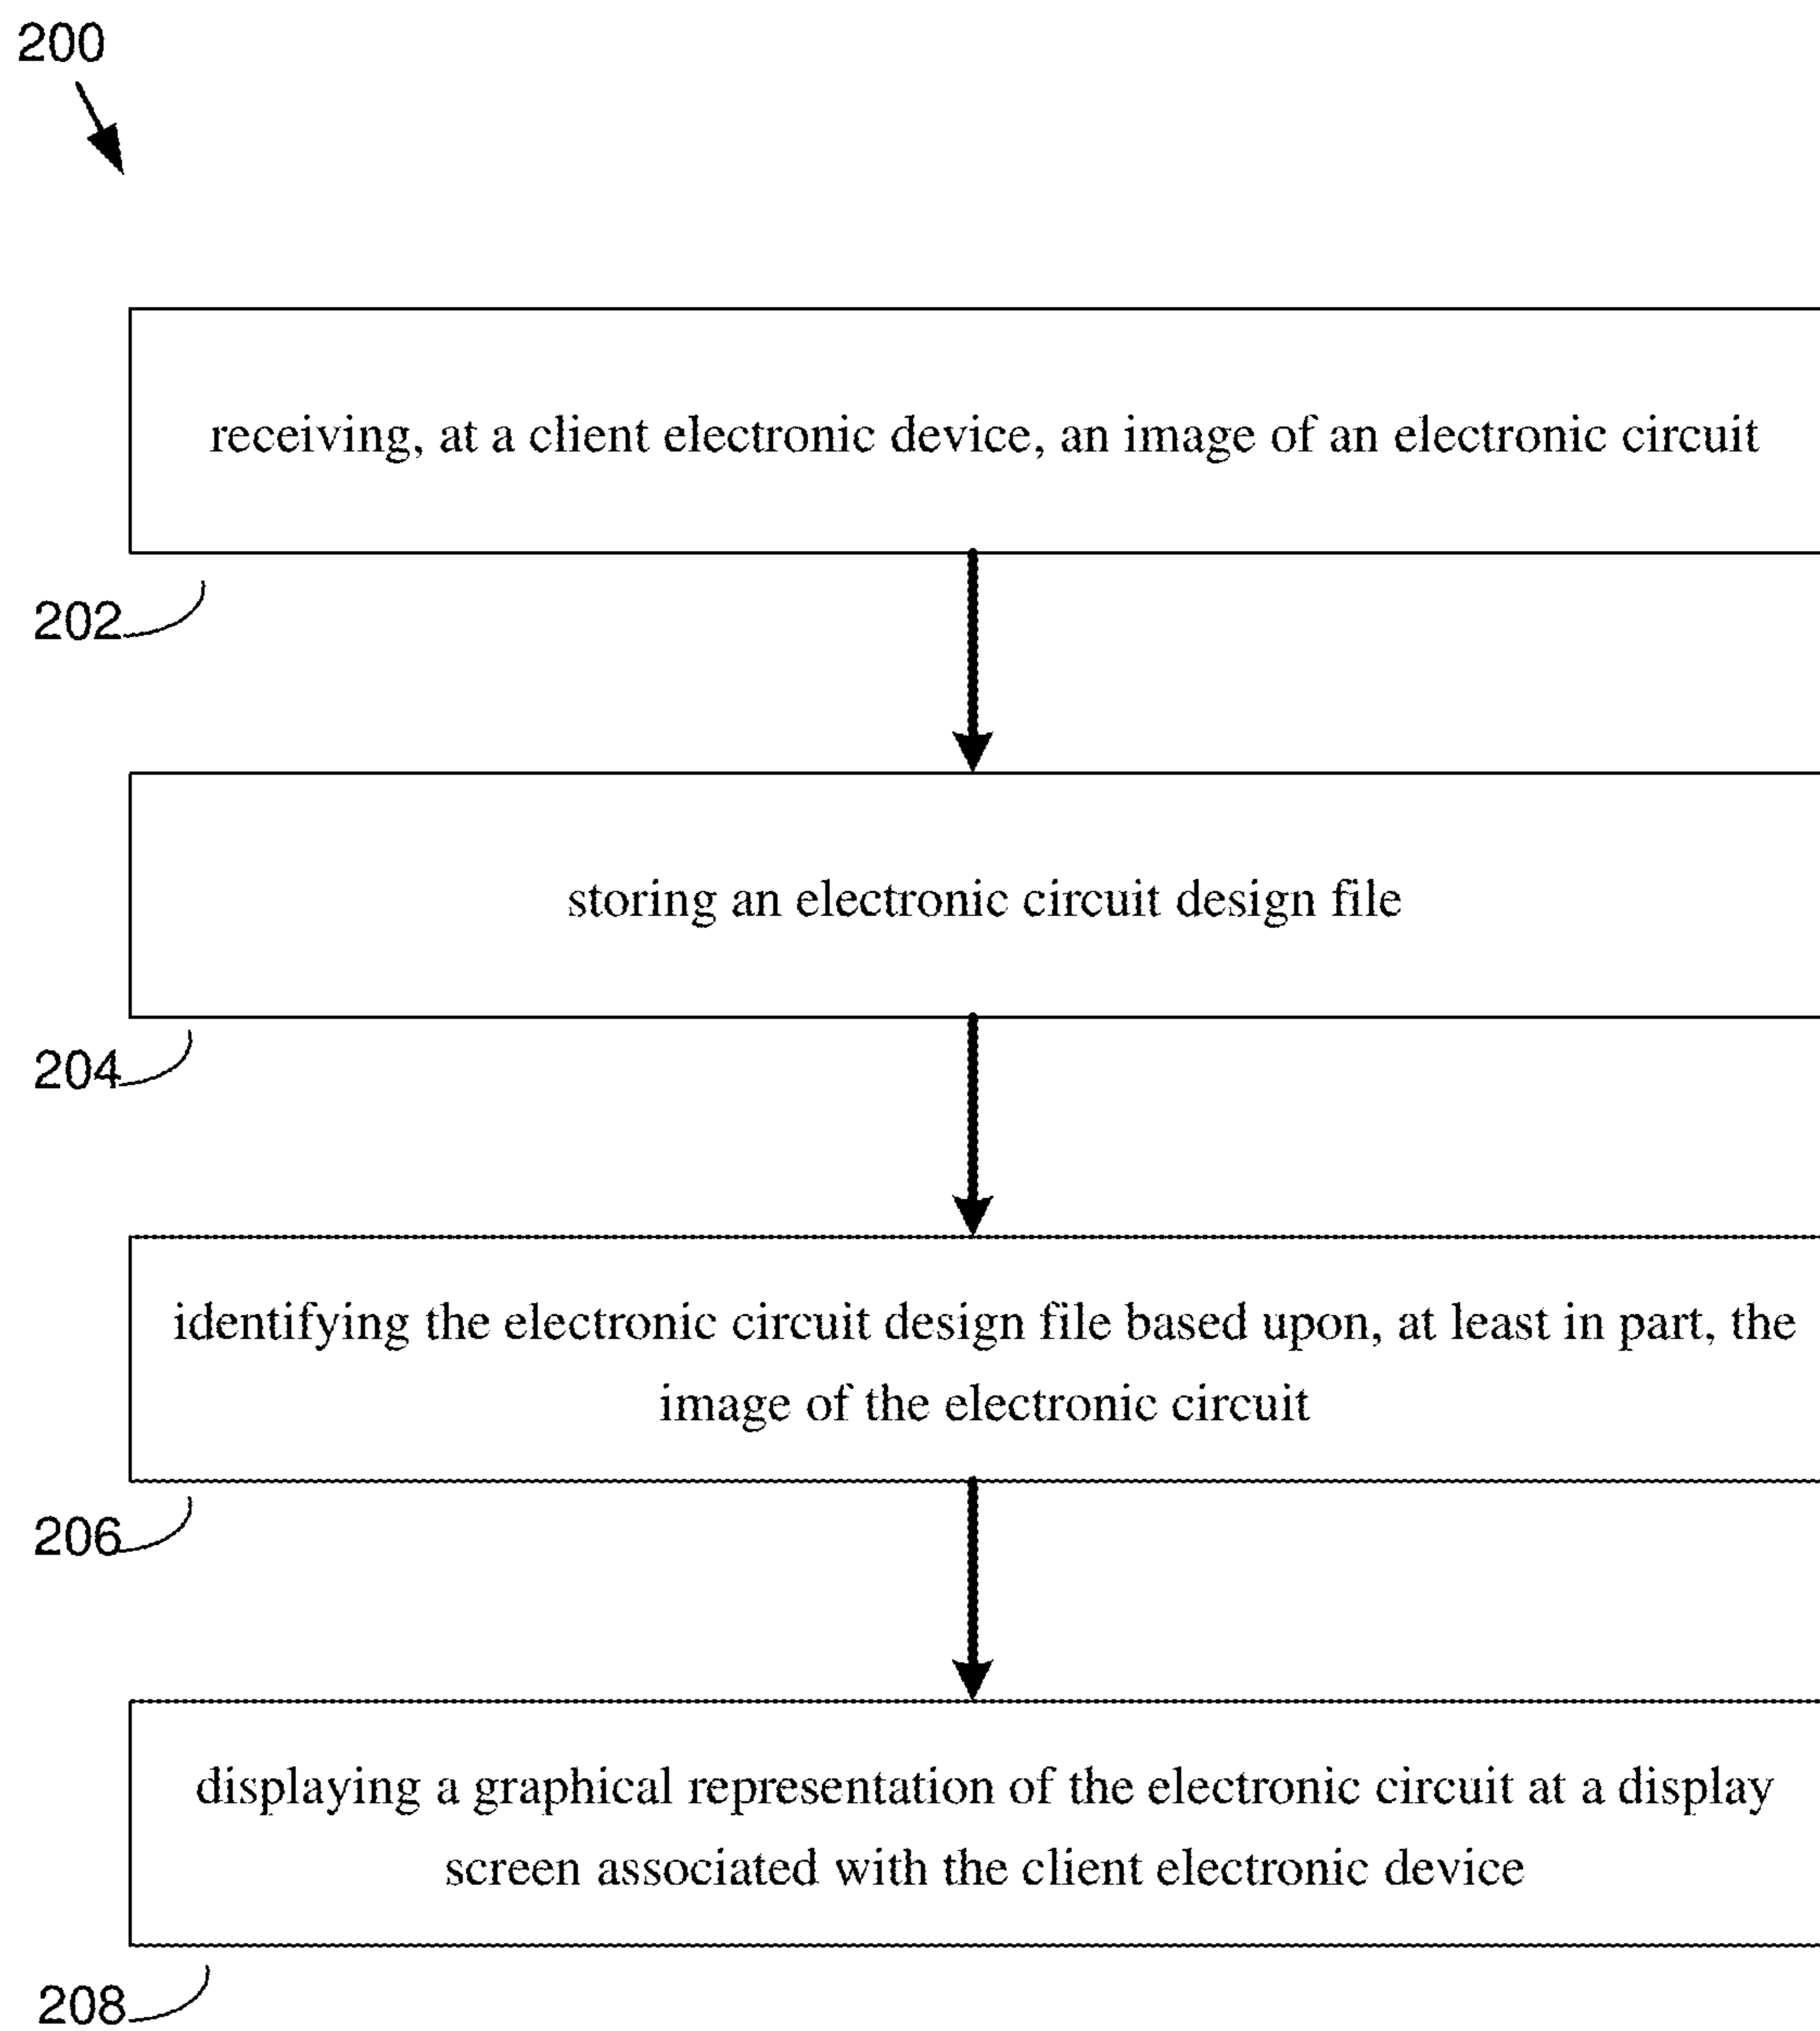 200
receiving, at a client electronic device, an image of an electronic circuit
202
storing an electronic circuit design file
204
identifying the electronic circuit design file based upon, at least in part, the
image of the electronic circuit
206
displaying a graphical representation of the electronic circuit at a display
screen associated with the client electronic device
208